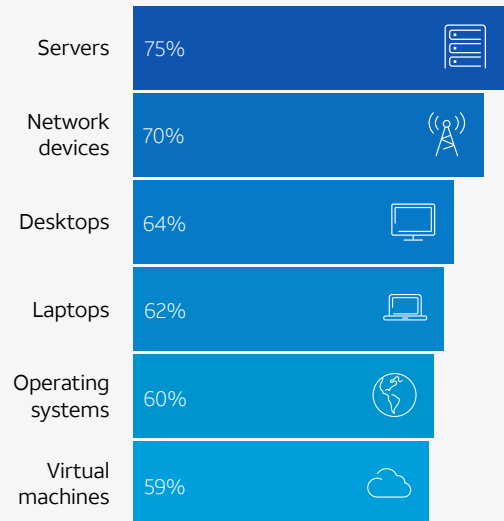 Servers
75%
Network
devices
70%
Desktops
64%
Laptops
62%
Operating
systems
60%
Virtual
machines
59%